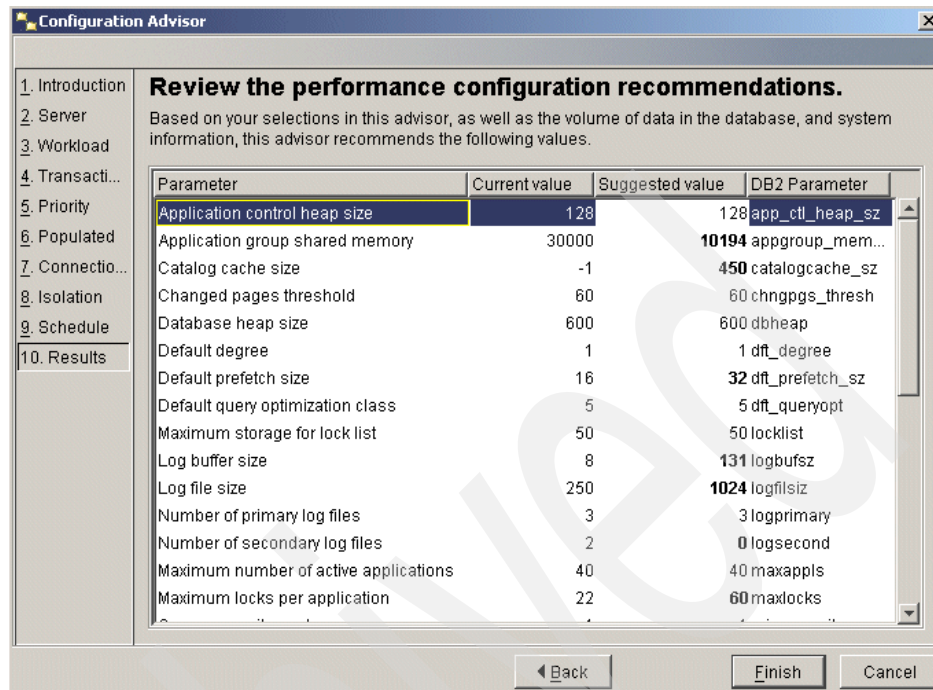 Configuration Advisor
1. Introduction
2. Server
3. Workload
4. Transacti...
5. Priority
6. Populated
7. Connectio...
8. Isolation
9. Schedule
10. Results
Review the performance configuration recommendations.
Based on your selections in this advisor, as well as the volume of data in the database, and system
information, this advisor recommends the following values.
Parameter Current value Suggested value DB2 Parameter
Application control heap size 128 128 app_ctl_heap_sz
Application group shared memory 30000 10194 appgroup_mem...
Catalog cache size -1 450 catalogcache_sz
Changed pages threshold 60 60 chngpgs_thresh
Database heap size 600 600 dbheap
Default degree 1 1 dft_degree
Default prefetch size 16 32 dft_prefetch_sz
Default query optimization class 5 5 dft_queryopt
Maximum storage for lock list 50 50 locklist
Log buffer size 8 131 logbufsz
Log file size 250 1024 logfilsiz
Number of primary log files 3 3 logprimary
Number of secondary log files 2 0 logsecond
Maximum number of active applications 40 40 maxappls
Maximum locks per application 22 60 maxlocks
Back Finish Cancel